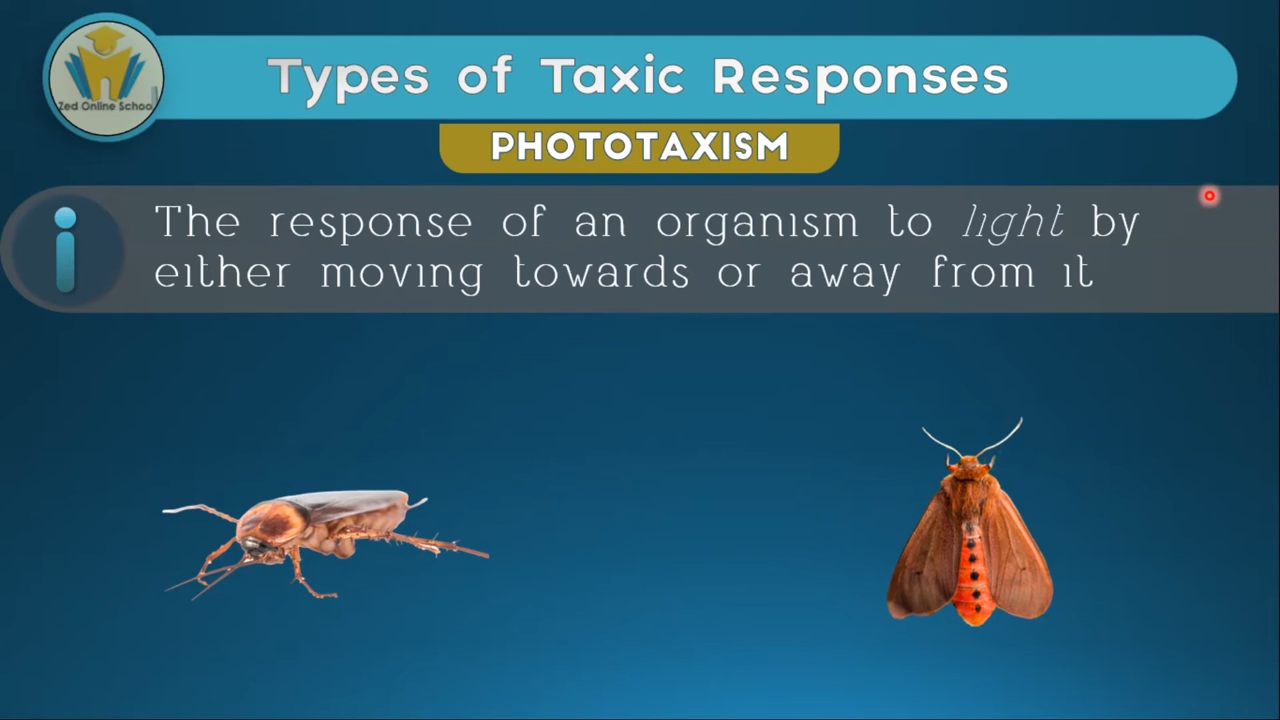 Zed Online School
Types of Taxic Responses
PHOTOTAXISM
The response of an organism to light by
either moving towards or away from it